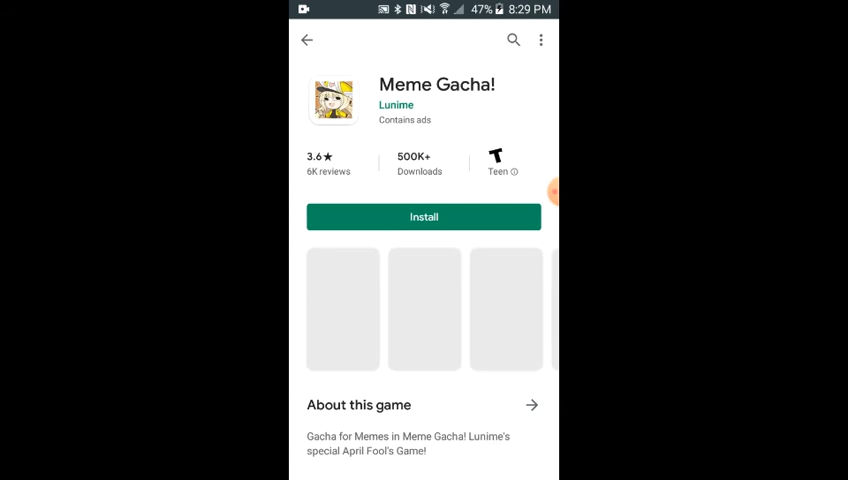 47% 8:29 PM
Meme Gacha!
Lunime
Contains ads
3.6★ 500K+ T
6K reviews Downloads Teen
Install
About this game
Gacha for Memes in Meme Gacha! Lunime's
special April Fool's Game!